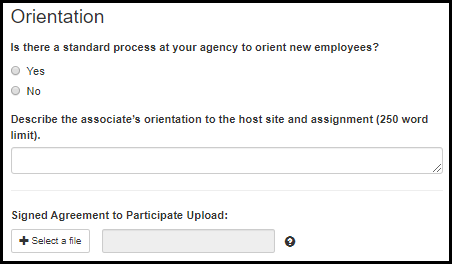 Orientation
Is there a standard process at your agency to orient new employees?
Yes
No
Describe the associate's orientation to the host site and assignment (250 word
limit).
Signed Agreement to Participate Upload:
+ Select a file ?